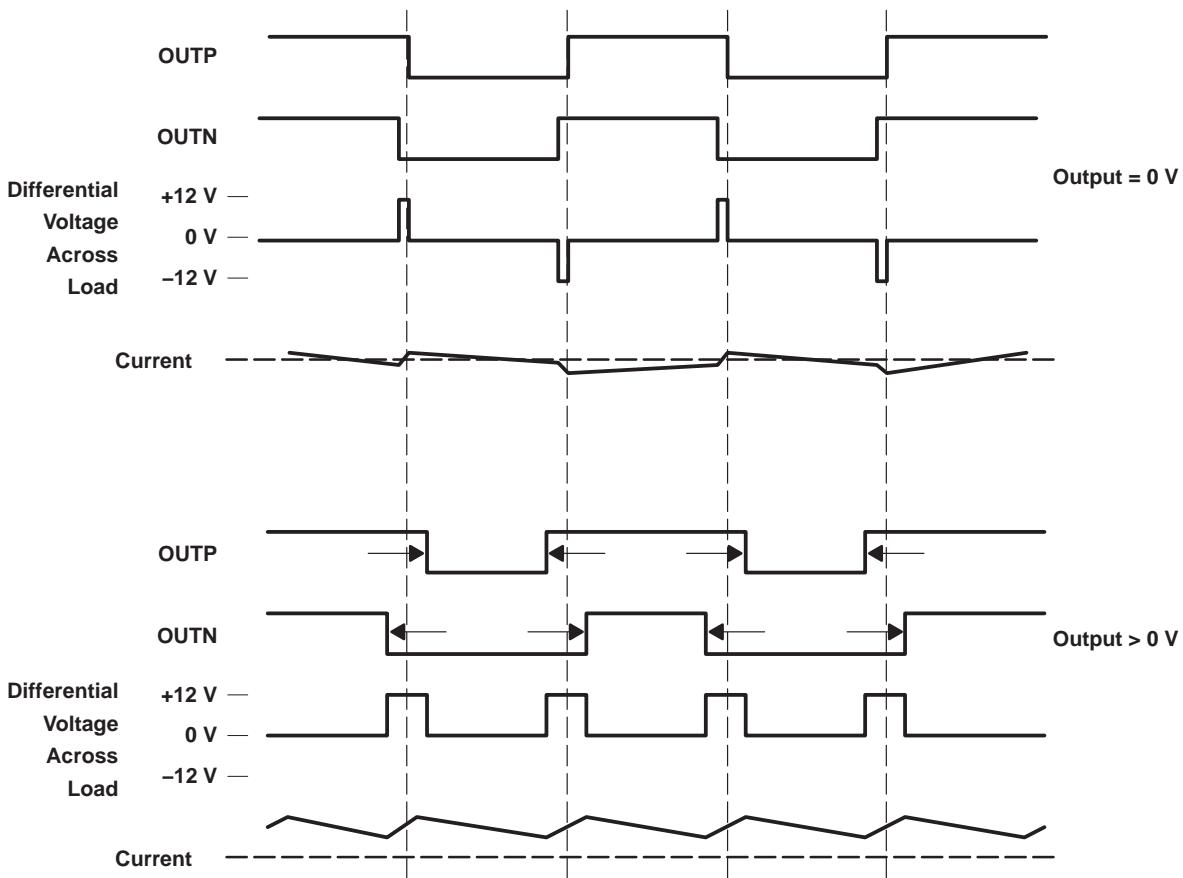 OUTP
OUTN
Output = 0 V
Differential
Voltage
Across
Load
+12 V
0 V
–12 V
Current
OUTP
OUTN
Output > 0 V
Differential
Voltage
Across
Load
+12 V
0 V
–12 V
Current